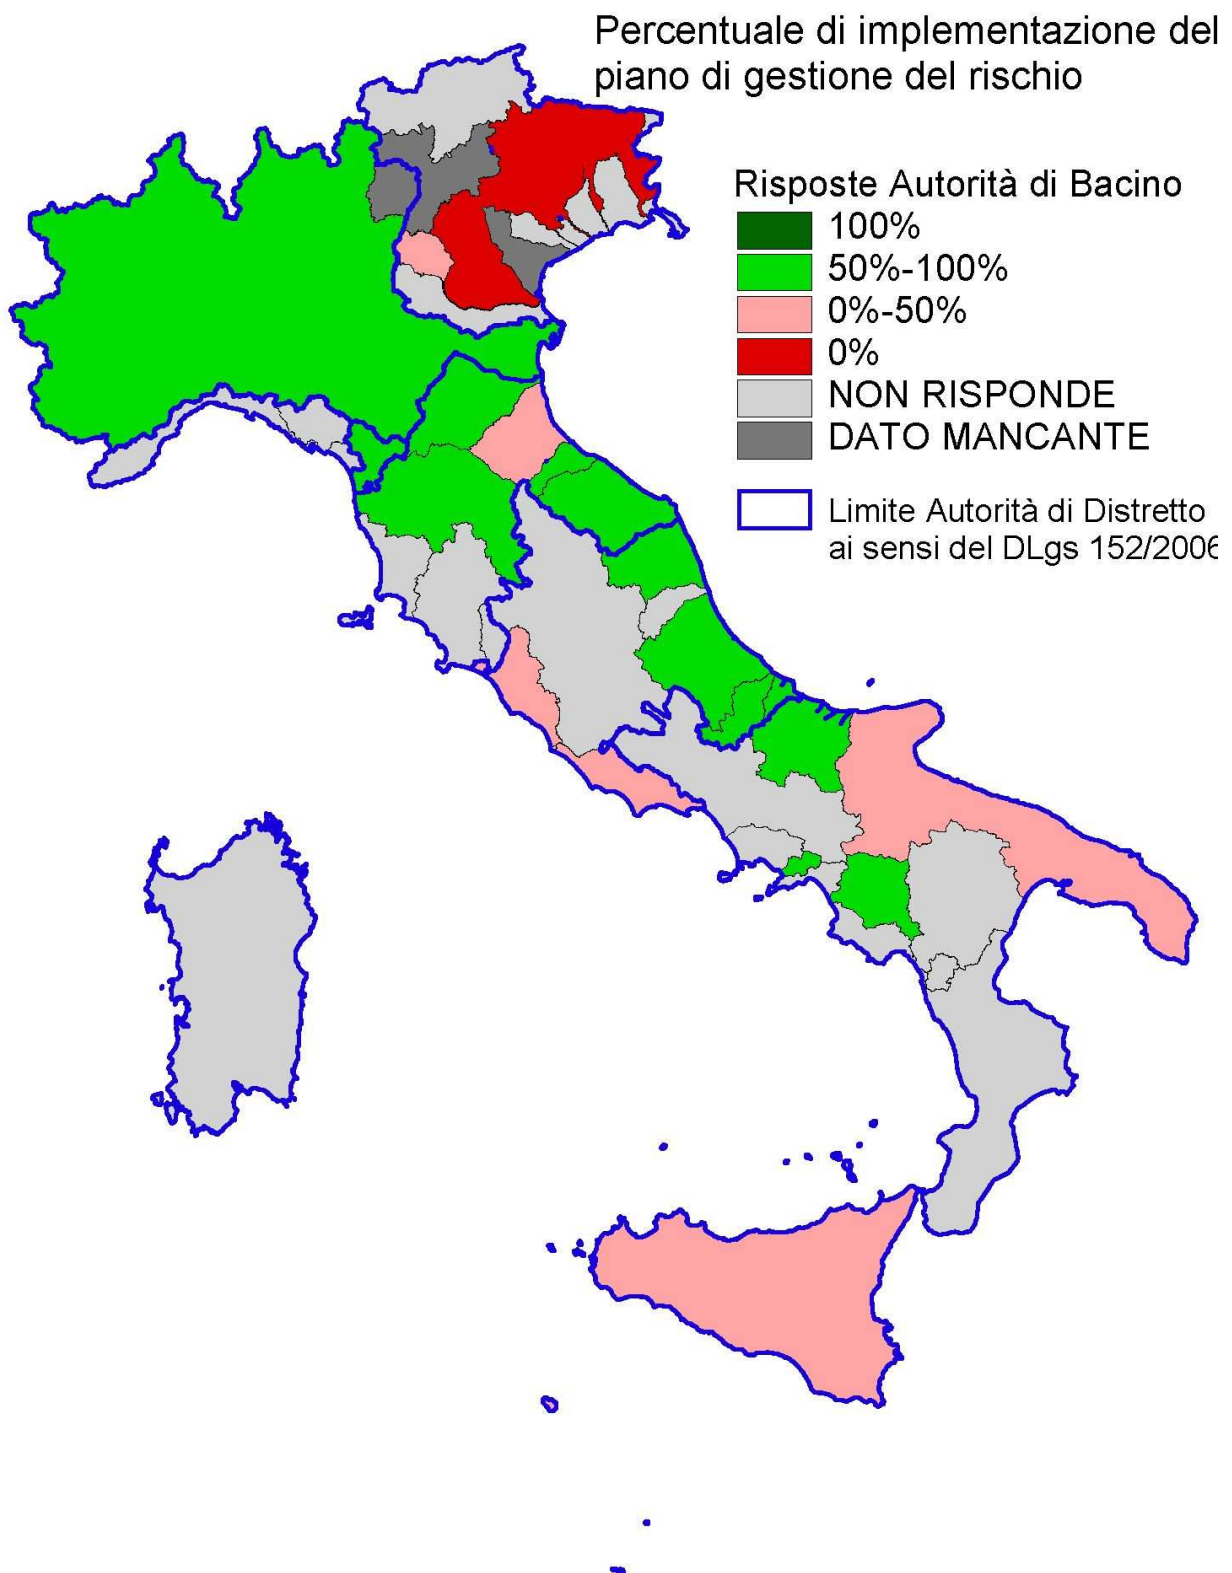 Percentuale di implementazione del
piano di gestione del rischio
Risposte Autorità di Bacino
100%
50%-100%
0%-50%
0%
NON RISPONDE
DATO MANCANTE
Limite Autorità di Distretto
ai sensi del DLgs 152/2006